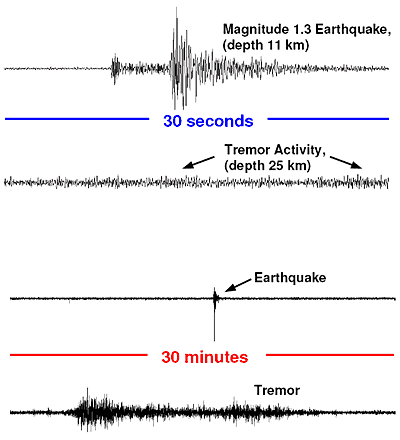 Magnitude 1.3 Earthquake,
(depth 11 km)
30 seconds
Tremor Activity,
(depth 25 km)
Earthquake
30 minutes
Tremor